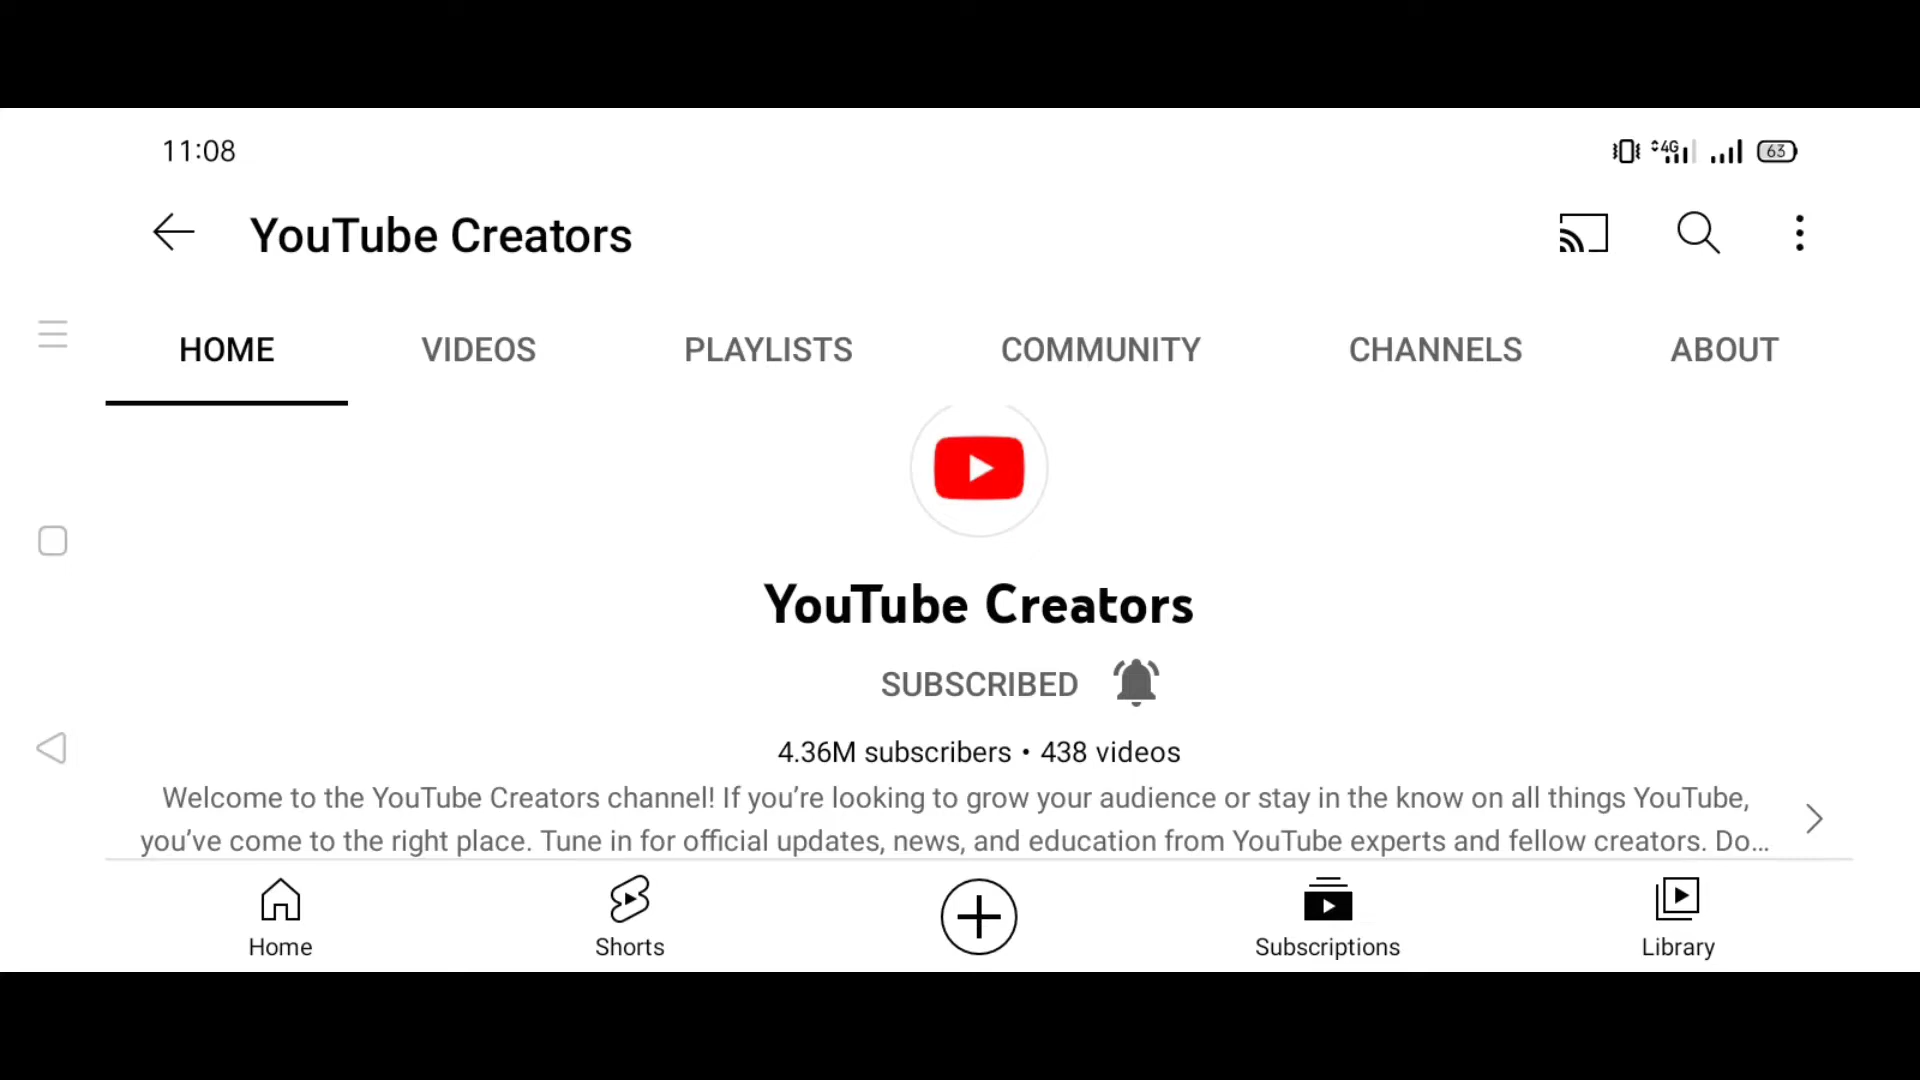 11:08
4G
63
YouTube Creators
HOME
VIDEOS
PLAYLISTS
COMMUNITY
CHANNELS
ABOUT
YouTube Creators
SUBSCRIBED
4.36M subscribers • 438 videos
Welcome to the YouTube Creators channel! If you’re looking to grow your audience or stay in the know on all things YouTube,
you’ve come to the right place. Tune in for official updates, news, and education from YouTube experts and fellow creators. Do...
Home
Shorts
Subscriptions
Library